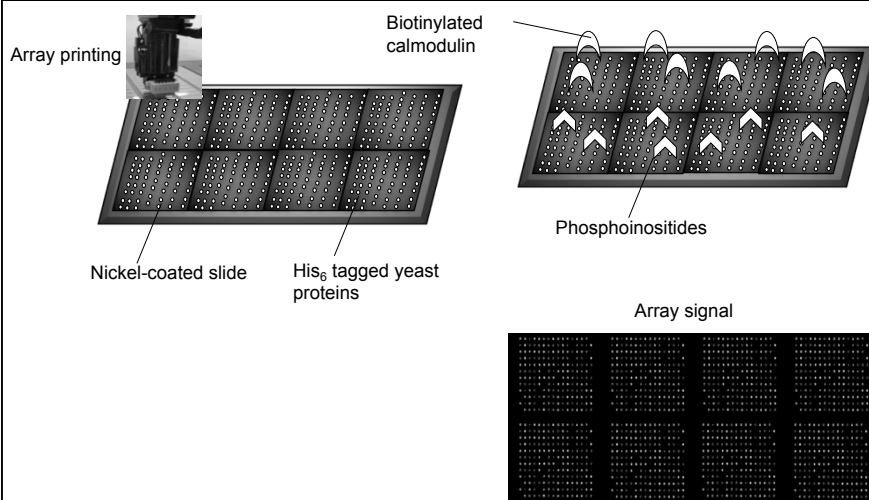 Array printing
Biotinylated
calmodulin
Phosphoinositides
Nickel-coated slide
His₆ tagged yeast
proteins
Array signal